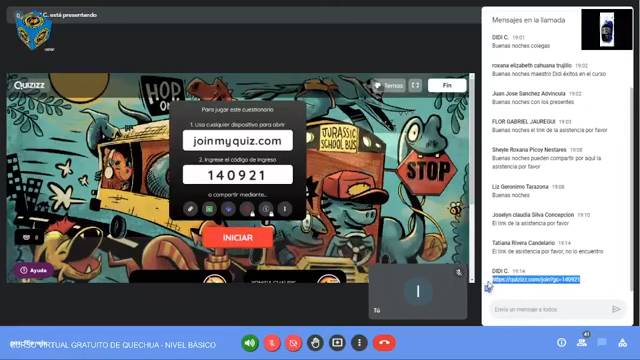 DIDI C. está presentando
Quizizz
Temas
Fin
HOP ON
Para jugar este cuestionario
1. Usa cualquier dispositivo para abrir
joinmyquiz.com
2. Ingrese el código de ingreso
140921
o compartir mediante...
INICIAR
JURASSIC SCHOOL BUS
STOP
Ayuda
I
Tú
Mensajes en la llamada
DIDI C. 19:01
Buenas noches colegas
roxana elizabeth cahuana trujillo 19:02
Buenas noches maestro Didi éxitos en el curso
Juan Jose Sanchez Advincula 19:02
Buenas noches con los presentes
FLOR GABRIEL JAUREGUI 19:03
Buenas noches el link de la asistencia por favor
Sheyle Rosana Picoy Nestares 19:08
Buenas noches pueden compartir por aquí la
asistencia por favor
Liz Geronimo Tarazona 19:08
Buenas noches
Joselyn claudia Silva Concepcion 19:10
El link de la asistencia por favor
Tatiana Rivera Candelario 19:14
El link de asistencia por favor, no lo encuentro
DIDI C. 19:14
https://quizizz.com/join?gc=140921
Envía un mensaje a todos
41
CURSO VIRTUAL GRATUITO DE QUECHUA - NIVEL BÁSICO